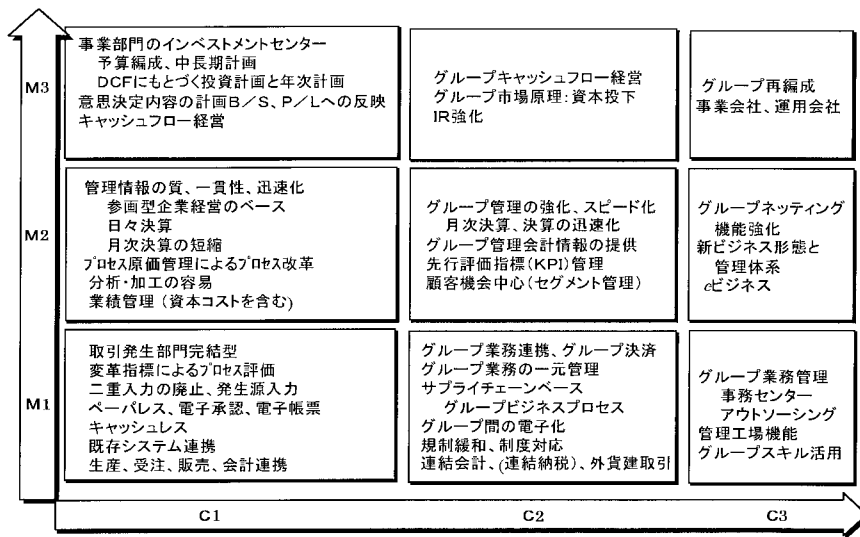 M3
事業部門のインベストメントセンター
予算編成、中長期計画
DCFにもとづく投資計画と年次計画
意思決定内容の計画B/S、P/Lへの反映
キャッシュフロー経営
グループキャッシュフロー経営
グループ市場原理:資本投下
IR強化
グループ再編成
事業会社、運用会社
M2
管理情報の質、一貫性、迅速化
参画型企業経営のベース
日々決算
月次決算の短縮
プロセス原価管理によるプロセス改革
分析・加工の容易
業績管理(資本コストを含む)
グループ管理の強化、スピード化
月次決算、決算の迅速化
グループ管理会計情報の提供
先行評価指標(KPI)管理
顧客機会中心(セグメント管理)
グループネッティング
機能強化
新ビジネス形態と
管理体系
eビジネス
M1
取引発生部門完結型
変革指標によるプロセス評価
二重入力の廃止、発生源入力
ペーパレス、電子承認、電子帳票
キャッシュレス
既存システム連携
生産、受注、販売、会計連携
グループ業務連携、グループ決済
グループ業務の一元管理
サプライチェーンベース
グループビジネスプロセス
グループ間の電子化
規制緩和、制度対応
連結会計、(連結納税)、外貨建取引
グループ業務管理
事務センター
アウトソーシング
管理工場機能
グループスキル活用
C1
C2
C3